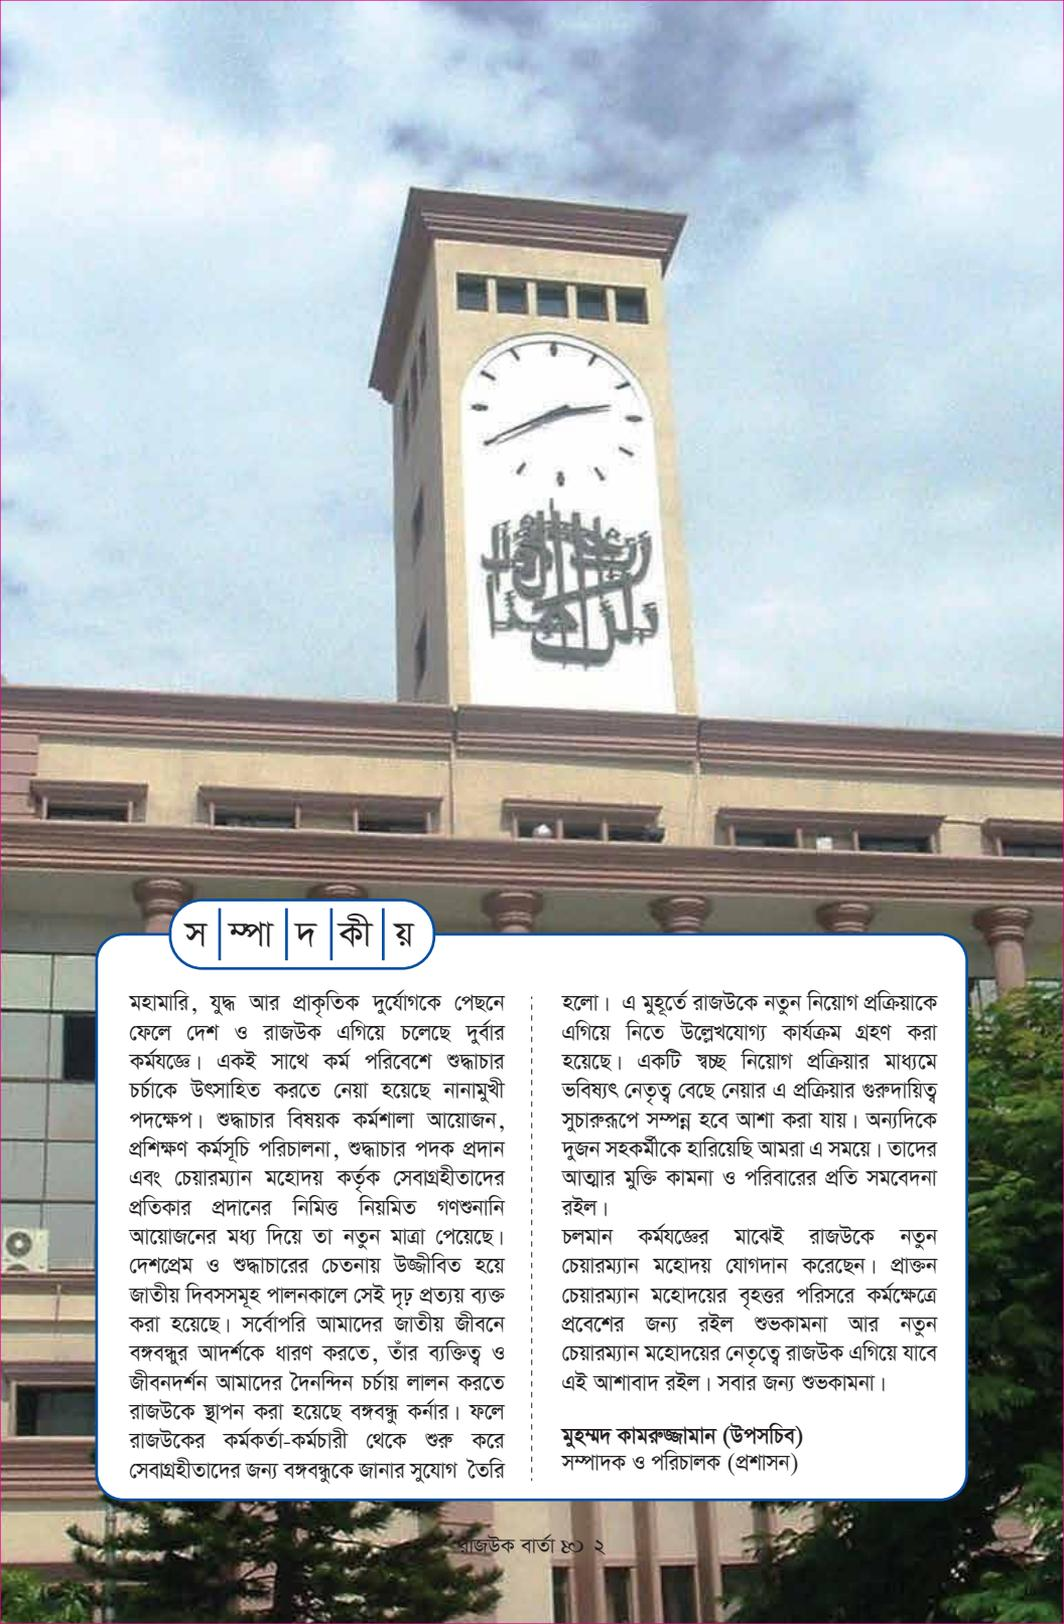 সম্পাদকীয়
মহামারি, যুদ্ধ আর প্রাকৃতিক দুর্যোগকে পেছনে
ফেলে দেশ ও রাজউক এগিয়ে চলেছে দুর্বার
কর্মযজ্ঞে। একই সাথে কর্ম পরিবেশে শুদ্ধাচার
চর্চাকে উৎসাহিত করতে নেয়া হয়েছে নানামুখী
পদক্ষেপ। শুদ্ধাচার বিষয়ক কর্মশালা আয়োজন,
প্রশিক্ষণ কর্মসূচি পরিচালনা, শুদ্ধাচার পদক প্রদান
এবং চেয়ারম্যান মহোদয় কর্তৃক সেবাগ্রহীতাদের
প্রতিকার প্রদানের নিমিত্ত নিয়মিত গণশুনানি
আয়োজনের মধ্য দিয়ে তা নতুন মাত্রা পেয়েছে।
দেশপ্রেম ও শুদ্ধাচারের চেতনায় উজ্জীবিত হয়ে
জাতীয় দিবসসমূহ পালনকালে সেই দৃঢ় প্রত্যয় ব্যক্ত
করা হয়েছে। সর্বোপরি আমাদের জাতীয় জীবনে
বঙ্গবন্ধুর আদর্শকে ধারণ করতে, তাঁর ব্যক্তিত্ব ও
জীবনদর্শন আমাদের দৈনন্দিন চর্চায় লালন করতে
রাজউকে স্থাপন করা হয়েছে বঙ্গবন্ধু কর্নার। ফলে
রাজউকের কর্মকর্তা-কর্মচারী থেকে শুরু করে
সেবাগ্রহীতাদের জন্য বঙ্গবন্ধুকে জানার সুযোগ তৈরি
হলো। এ মুহূর্তে রাজউকে নতুন নিয়োগ প্রক্রিয়াকে
এগিয়ে নিতে উল্লেখযোগ্য কার্যক্রম গ্রহণ করা
হয়েছে। একটি স্বচ্ছ নিয়োগ প্রক্রিয়ার মাধ্যমে
ভবিষ্যৎ নেতৃত্ব বেছে নেয়ার এ প্রক্রিয়ার গুরুদায়িত্ব
সুচারুরূপে সম্পন্ন হবে আশা করা যায়। অন্যদিকে
দুজন সহকর্মীকে হারিয়েছি আমরা এ সময়ে। তাদের
আত্মার মুক্তি কামনা ও পরিবারের প্রতি সমবেদনা
রইল।
চলমান কর্মযজ্ঞের মাঝেই রাজউকে নতুন
চেয়ারম্যান মহোদয় যোগদান করেছেন। প্রাক্তন
চেয়ারম্যান মহোদয়ের বৃহত্তর পরিসরে কর্মক্ষেত্রে
প্রবেশের জন্য রইল শুভকামনা আর নতুন
চেয়ারম্যান মহোদয়ের নেতৃত্বে রাজউক এগিয়ে যাবে
এই আশাবাদ রইল। সবার জন্য শুভকামনা।
মুহম্মদ কামরুজ্জামান (উপসচিব)
সম্পাদক ও পরিচালক (প্রশাসন)
রাজউক বার্তা ২